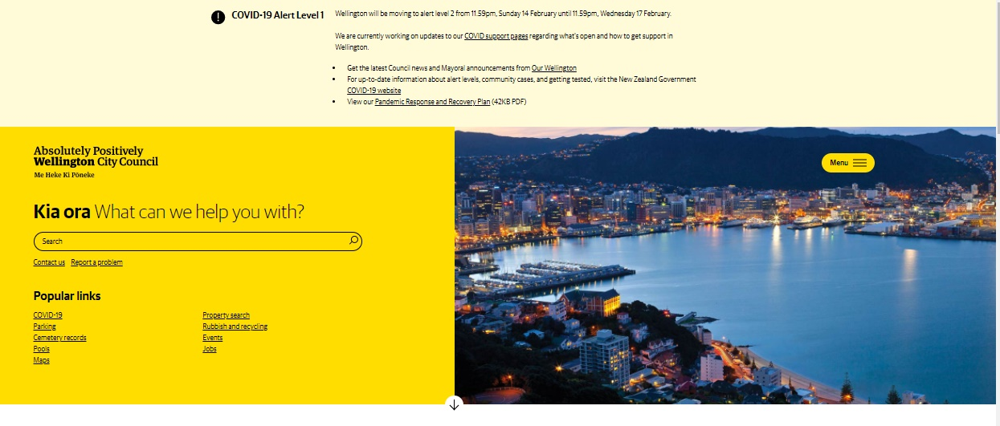 COVID-19 Alert Level 1
Wellington will be moving to alert level 2 from 11.59pm, Sunday 14 February until 11.59pm, Wednesday 17 February.
We are currently working on updates to our COVID support pages regarding what's open and how to get support in
Wellington.
• Get the latest Council news and Mayoral announcements from Our Wellington
• For up-to-date information about alert levels, community cases, and getting tested, visit the New Zealand Government
COVID-19 website
• View our Pandemic Response and Recovery Plan (42KB PDF)
Absolutely Positively
Wellington City Council
Me Heke Ki Pōneke
Menu
Kia ora What can we help you with?
Search
Contact us Report a problem
Popular links
COVID-19
Parking
Cemetery records
Pools
Maps
Property search
Rubbish and recycling
Events
Jobs